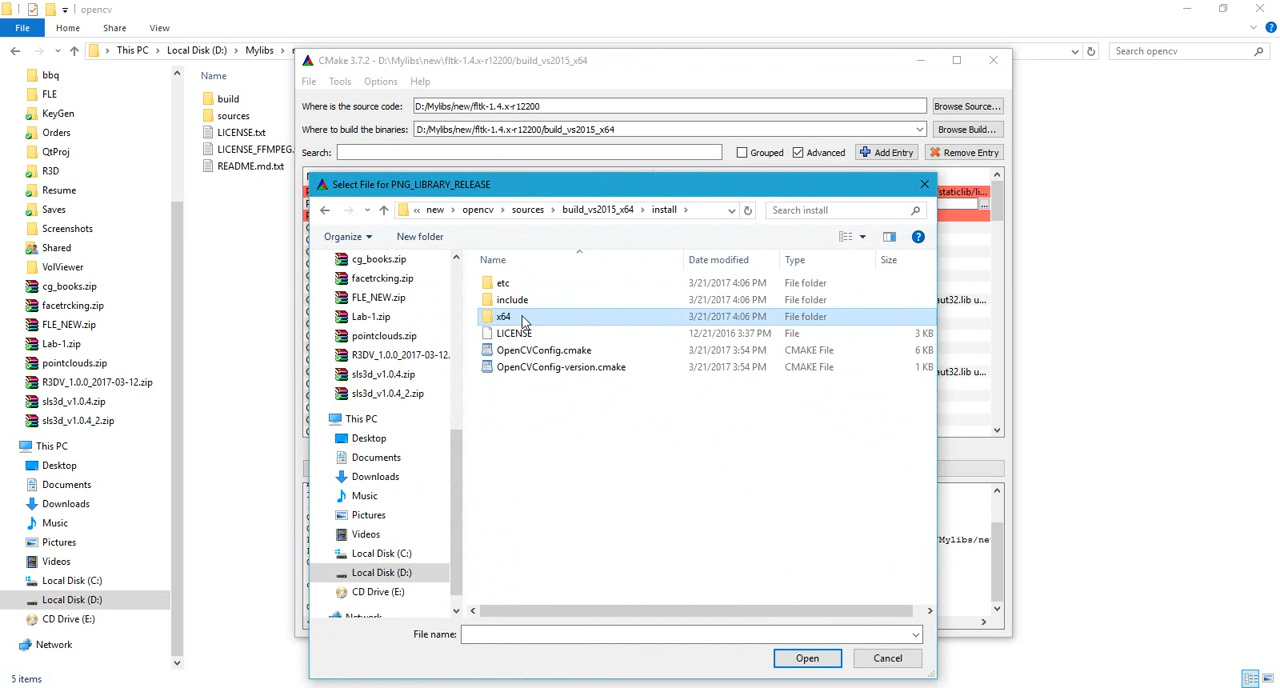 opencv
File Home Share View
This PC > Local Disk (D:) > Mylibs >
Search opencv
bbq
FLE
KeyGen
Orders
QtProj
R3D
Resume
Saves
Screenshots
Shared
VolViewer
cg_books.zip
facetrcking.zip
FLE_NEW.zip
Lab-1.zip
pointclouds.zip
R3DV_1.0.0_2017-03-12.zip
sls3d_v1.0.4.zip
sls3d_v1.0.4_2.zip
This PC
Desktop
Documents
Downloads
Music
Pictures
Videos
Local Disk (C:)
Local Disk (D:)
CD Drive (E:)
Network
5 items
Name
build
sources
LICENSE.txt
LICENSE_FFMPEG.
README.md.txt
CMake 3.7.2 - D:\Mylibs\new\fltk-1.4.x-r12200\build_vs2015_x64
File Tools Options Help
Where is the source code: D:/Mylibs/new/fltk-1.4.x-r12200 Browse Source...
Where to build the binaries: D:/Mylibs/new/fltk-1.4.x-r12200/build_vs2015_x64 Browse Build...
Search: Grouped Advanced Add Entry Remove Entry
/staticlib/li...
...
aut32.lib u...
aut32.lib u...
/Mylibs/ne
Select File for PNG_LIBRARY_RELEASE
« new > opencv > sources > build_vs2015_x64 > install >
Search install
Organize New folder
cg_books.zip
facetrcking.zip
FLE_NEW.zip
Lab-1.zip
pointclouds.zip
R3DV_1.0.0_2017-03-12.
sls3d_v1.0.4.zip
sls3d_v1.0.4_2.zip
This PC
Desktop
Documents
Downloads
Music
Pictures
Videos
Local Disk (C:)
Local Disk (D:)
CD Drive (E:)
Network
Name Date modified Type Size
etc 3/21/2017 4:06 PM File folder
include 3/21/2017 4:06 PM File folder
x64 3/21/2017 4:06 PM File folder
LICENSE 12/21/2016 3:37 PM File 3 KB
OpenCVConfig.cmake 3/21/2017 3:54 PM CMAKE File 6 KB
OpenCVConfig-version.cmake 3/21/2017 3:54 PM CMAKE File 1 KB
File name:
Open Cancel